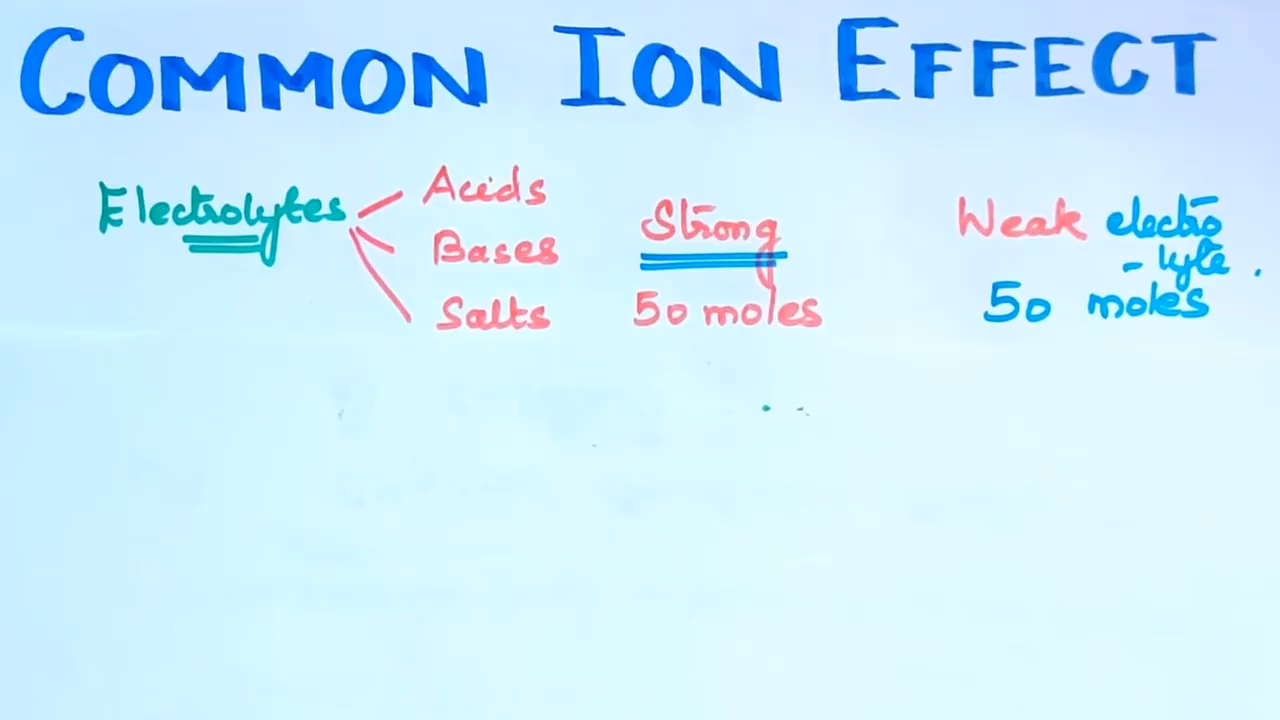 COMMON ION EFFECT
Electrolytes
Acids
Bases
Salts
Strong
50 moles
Weak electro
- lyte.
50 moles